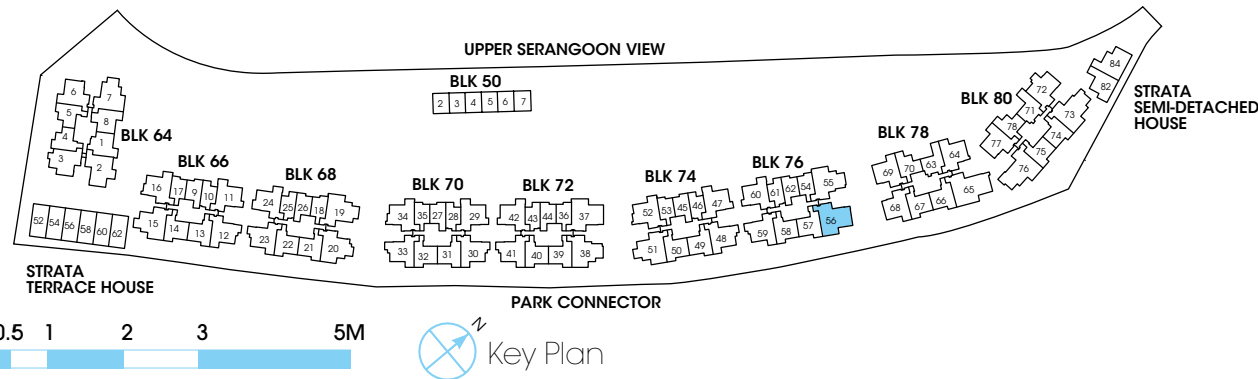 UPPER SERANGOON VIEW
BLK 50
2 3 4 5 6 7
84
82
STRATA
SEMI-DETACHED
HOUSE
BLK 80
72
71
73
78
74
77
75
76
BLK 64
6
7
5
8
4
1
3
2
BLK 66
16 17 9 10 11
15 14 13 12
BLK 68
24 25 26 18 19
23 22 21 20
BLK 70
34 35 27 28 29
33 32 31 30
BLK 72
42 43 44 36 37
41 40 39 38
BLK 74
52 53 45 46 47
51 50 49 48
BLK 76
60 61 62 54 55
59 58 57 56
BLK 78
69 70 63 64
68 67 66 65
52 54 56 58 60 62
STRATA
TERRACE HOUSE
PARK CONNECTOR
0.5 1 2 3 5M
N
Key Plan